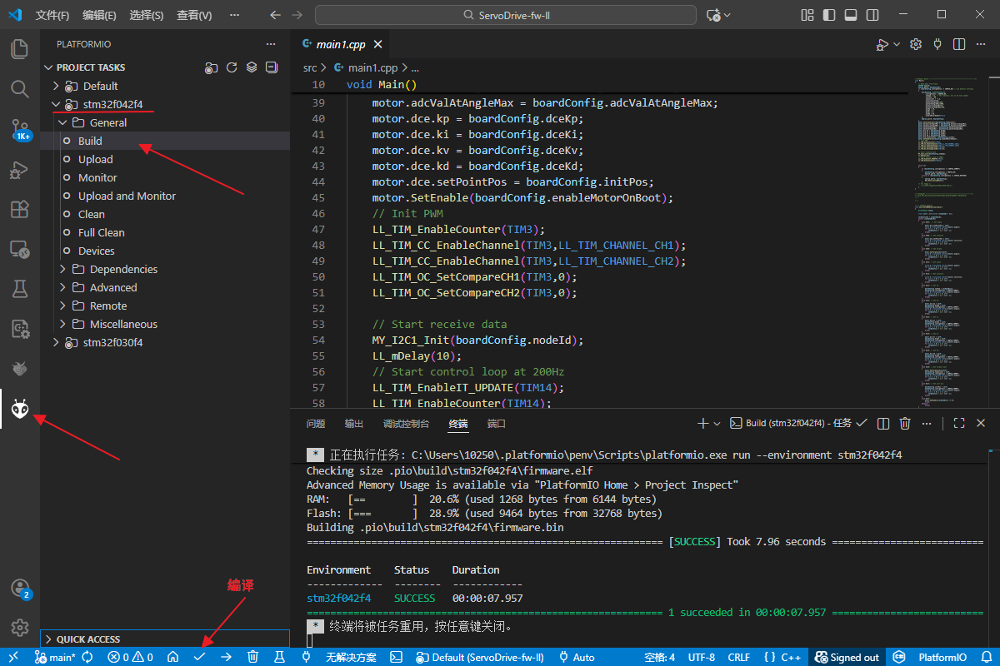 文件(F) 编辑(E) 选择(S) 查看(V) ··· ServoDrive-fw-ll
PLATFORMIO
PROJECT TASKS
Default
stm32f042f4
General
Build
Upload
Monitor
Upload and Monitor
Clean
Full Clean
Devices
Dependencies
Advanced
Remote
Miscellaneous
stm32f030f4
QUICK ACCESS
1K+
2
编译
main1.cpp
src > main1.cpp > ...
10 void Main()
39 motor.adcValAtAngleMax = boardConfig.adcValAtAngleMax;
40 motor.dce.kp = boardConfig.dceKp;
41 motor.dce.ki = boardConfig.dceKi;
42 motor.dce.kv = boardConfig.dceKv;
43 motor.dce.kd = boardConfig.dceKd;
44 motor.dce.setPointPos = boardConfig.initPos;
45 motor.SetEnable(boardConfig.enableMotorOnBoot);
46 // Init PWM
47 LL_TIM_EnableCounter(TIM3);
48 LL_TIM_CC_EnableChannel(TIM3,LL_TIM_CHANNEL_CH1);
49 LL_TIM_CC_EnableChannel(TIM3,LL_TIM_CHANNEL_CH2);
50 LL_TIM_OC_SetCompareCH1(TIM3,0);
51 LL_TIM_OC_SetCompareCH2(TIM3,0);
52
53 // Start receive data
54 MY_I2C1_Init(boardConfig.nodeId);
55 LL_mDelay(10);
56 // Start control loop at 200Hz
57 LL_TIM_EnableIT_UPDATE(TIM14);
58 LL_TIM_EnableCounter(TIM14);
问题 输出 调试控制台 终端 端口 Build (stm32f042f4) - 任务
* 正在执行任务: C:\Users\10250\.platformio\penv\Scripts\platformio.exe run --environment stm32f042f4
Checking size .pio\build\stm32f042f4\firmware.elf
Advanced Memory Usage is available via "PlatformIO Home > Project Inspect"
RAM: [== ] 20.6% (used 1268 bytes from 6144 bytes)
Flash: [=== ] 28.9% (used 9464 bytes from 32768 bytes)
Building .pio\build\stm32f042f4\firmware.bin
============================================================= [SUCCESS] Took 7.96 seconds ==========================
Environment Status Duration
------------- -------- ------------
stm32f042f4 SUCCESS 00:00:07.957
============================================================= 1 succeeded in 00:00:07.957 ==========================
* 终端将被任务重用，按任意键关闭。
main* 0 0 无解决方案 Default (ServoDrive-fw-ll) Auto 空格: 4 UTF-8 CRLF { } C++ Signed out PlatformIO